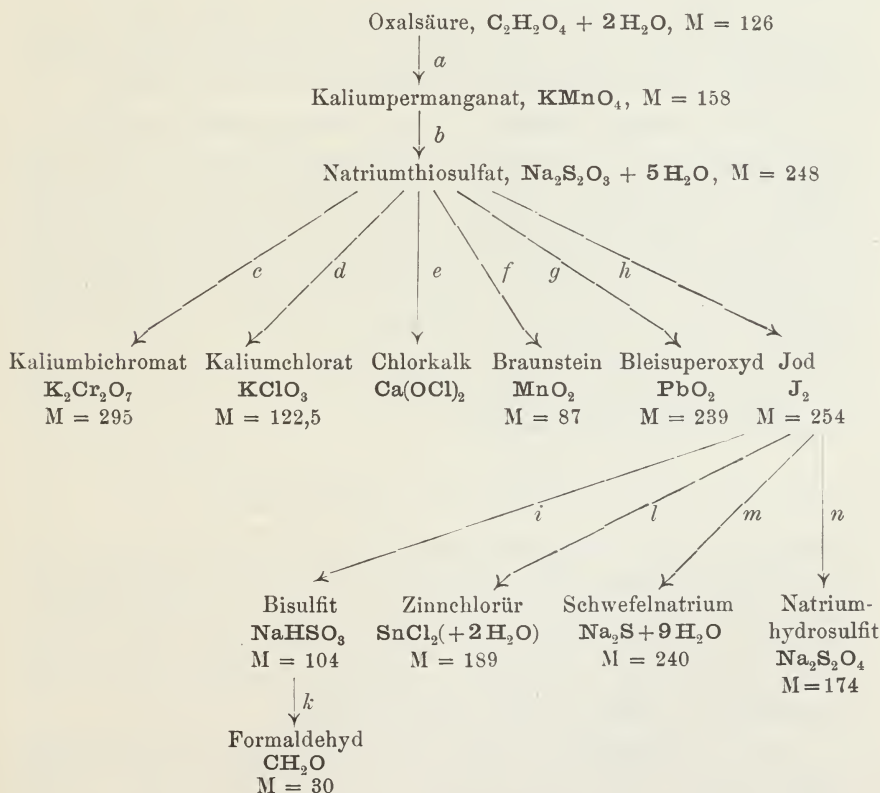 Oxalsäure, C₂H₂O₄ + 2H₂O, M = 126
a
Kaliumpermanganat, KMnO₄, M = 158
b
Natriumthiosulfat, Na₂S₂O₃ + 5H₂O, M = 248
c d e f g h
Kaliumbichromat Kaliumchlorat Chlorkalk Braunstein Bleisuperoxyd Jod
K₂Cr₂O₇ KClO₃ Ca(OCl)₂ MnO₂ PbO₂ J₂
M = 295 M = 122,5 M = 87 M = 239 M = 254
i l m n
Bisulfit Zinnchlorür Schwefelnatrium Natrium-
NaHSO₃ SnCl₂(+2H₂O) Na₂S+9H₂O hydrosulfit
M = 104 M = 189 M = 240 Na₂S₂O₄
M=174
k
Formaldehyd
CH₂O
M = 30